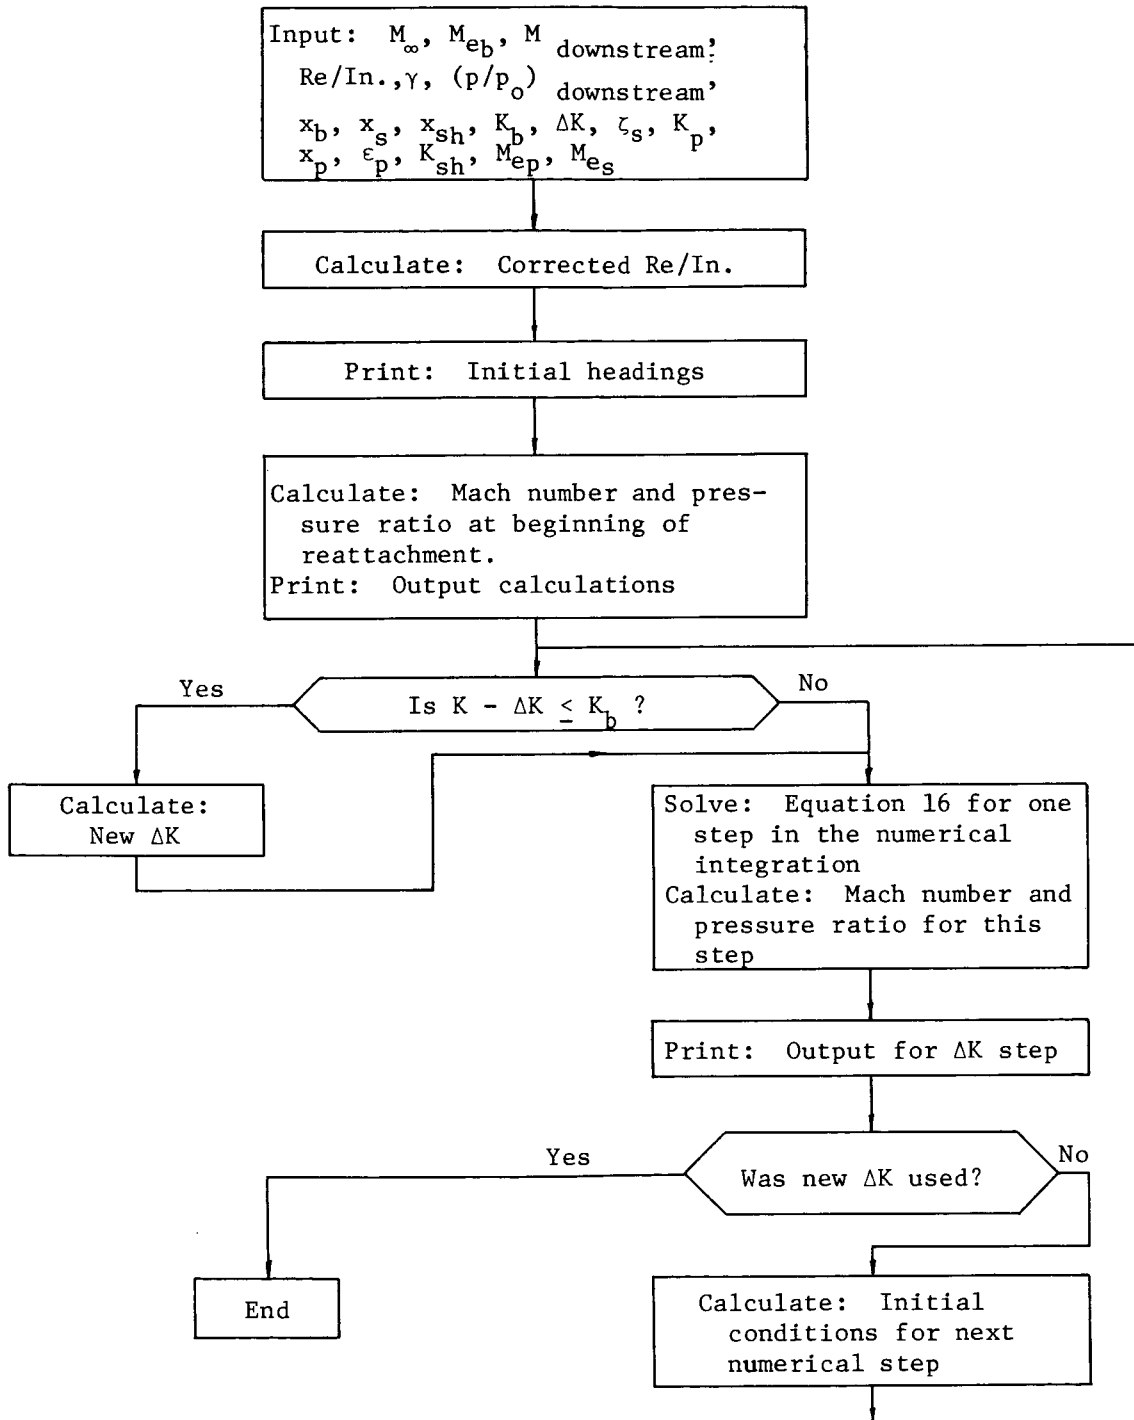 Input: M∞, Meb, M downstream,
Re/In.,γ, (p/po) downstream,
xb, xs, xsh, Kb, ΔK, ζs, Kp,
xp, εp, Ksh, Mep, Mes
Calculate: Corrected Re/In.
Print: Initial headings
Calculate: Mach number and pres-
sure ratio at beginning of
reattachment.
Print: Output calculations
Yes
Is K - ΔK ≤ Kb ?
No
Calculate:
New ΔK
Solve: Equation 16 for one
step in the numerical
integration
Calculate: Mach number and
pressure ratio for this
step
Print: Output for ΔK step
Yes
Was new ΔK used?
No
End
Calculate: Initial
conditions for next
numerical step